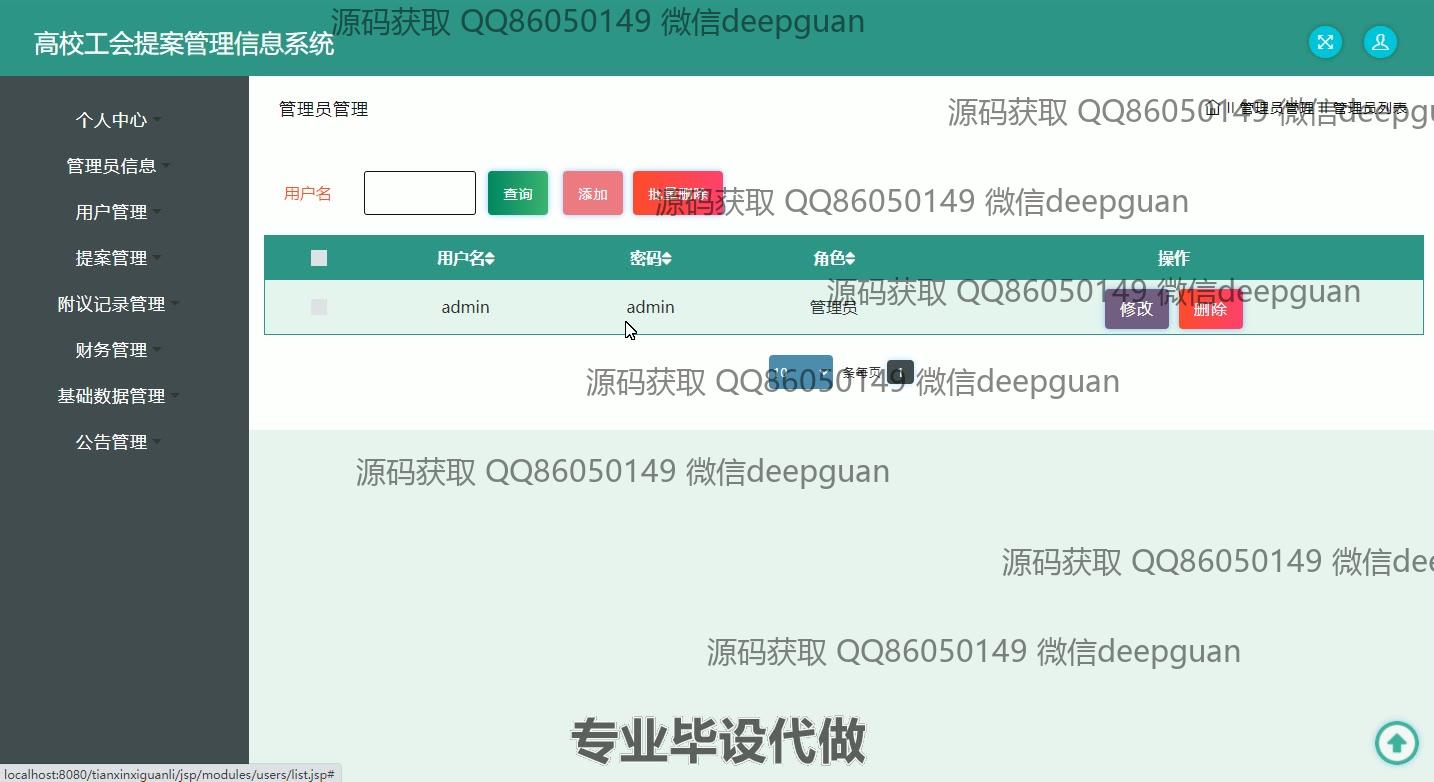 源码获取 QQ86050149 微信deepguan
高校工会提案管理信息系统
个人中心
管理员信息
用户管理
提案管理
附议记录管理
财务管理
基础数据管理
公告管理
管理员管理
管理员管理 // 管理员列表
源码获取 QQ86050149 微信deepgu
用户名 查询 添加 批量删除
源码获取 QQ86050149 微信deepguan
用户名 密码 角色 操作
源码获取 QQ86050149 微信deepguan
admin admin 管理员 修改 删除
10 条每页 1
源码获取 QQ86050149 微信deepguan
源码获取 QQ86050149 微信deepguan
源码获取 QQ86050149 微信dee
源码获取 QQ86050149 微信deepguan
专业毕设代做
localhost:8080/tianxinxiguanli/jsp/modules/users/list.jsp#